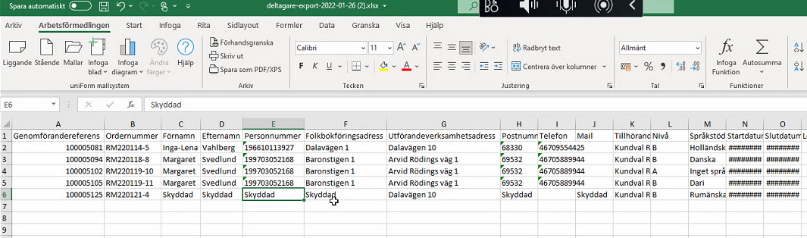 Spara automatiskt
deltagare-export-2022-01-26 (2).xlsx
Arkiv Arbetsförmedlingen Start Infoga Rita Sidlayout Formler Data Granska Visa Hjälp
Liggande Stående Mallar Infoga blad Infoga diagram Ändra färger Hjälp
Förhandsgranska
Skriv ut
Spara som PDF/XPS
Calibri 11
F K U
Radbryt text
Centrera över kolumner
Allmänt
Infoga Funktion Autosumma
uniForum mallsystem Arkiv Tecken Justering Tal Funktioner
E6 Skyddad
A B C D E F G H I J K L M N O
1 Genomförandereferens Ordernummer Förnamn Efternamn Personnummer Folkbokföringsadress Utförandeverksamhetsadress Postnumn Telefon Mail Tillhörand Nivå Språkstöd Startdatur Slutdatum
2 100005081 RM220114-5 Inga-Lena Vahlberg 196610113927 Dalavägen 1 Dalavägen 10 68330 46709554425 Kundval R B Holländsk ######## ########
3 100005094 RM220118-8 Margaret Svedlund 199703052168 Baronstigen 1 Arvid Rödings väg 1 69532 46705889944 Kundval R B Danska ######## ########
4 100005102 RM220119-10 Margaret Svedlund 199703052168 Baronstigen 1 Arvid Rödings väg 1 69532 46705889944 Kundval R A Inget språ ######## ########
5 100005105 RM220119-11 Margaret Svedlund 199703052168 Baronstigen 1 Arvid Rödings väg 1 69532 46705889944 Kundval R B Dari ######## ########
6 100005125 RM220121-4 Skyddad Skyddad Skyddad Skyddad Dalavägen 10 Skyddad Skyddad Kundval R B Rumänska ######## ########
7
8
9